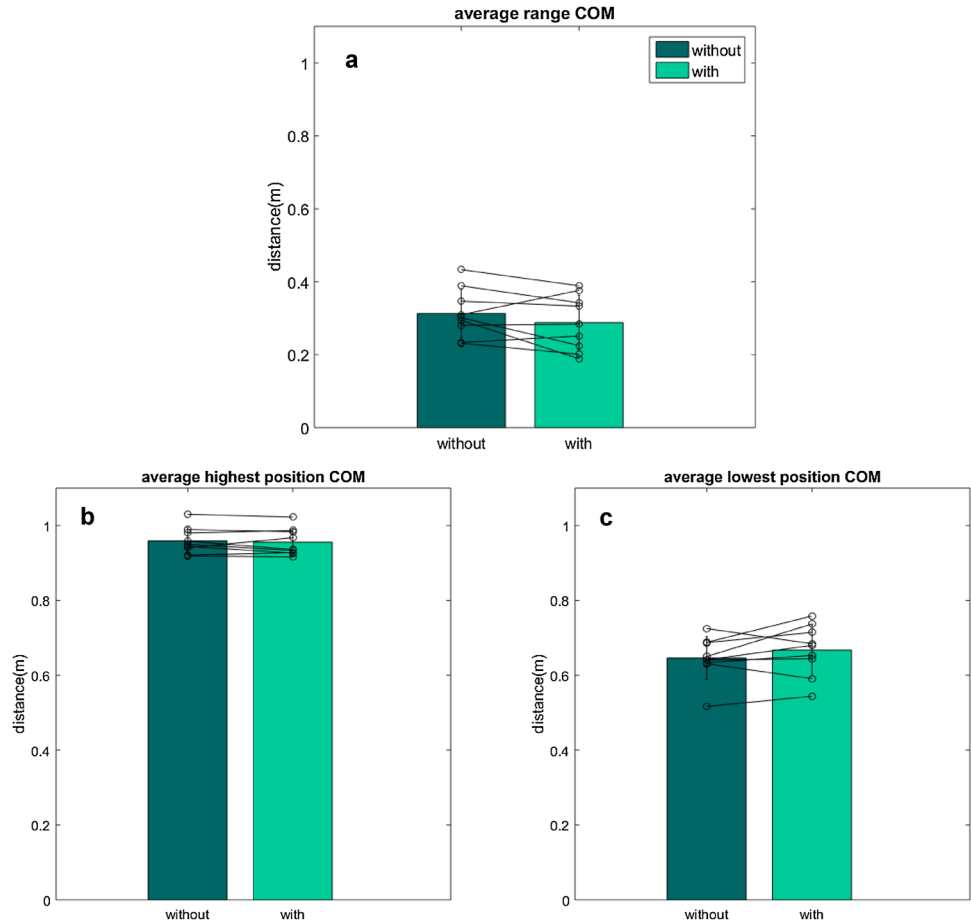 average range COM
a
without
with
1
0.8
0.6
0.4
0.2
0
distance(m)
without with
average highest position COM
b
1
0.8
0.6
0.4
0.2
0
distance(m)
without with
average lowest position COM
c
1
0.8
0.6
0.4
0.2
0
distance(m)
without with